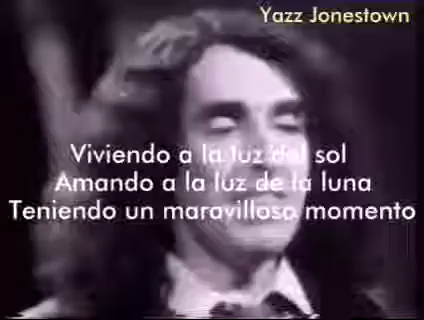 Yazz Jonestown
Viviendo a la luz del sol
Amando a la luz de la luna
Teniendo un maravilloso momento